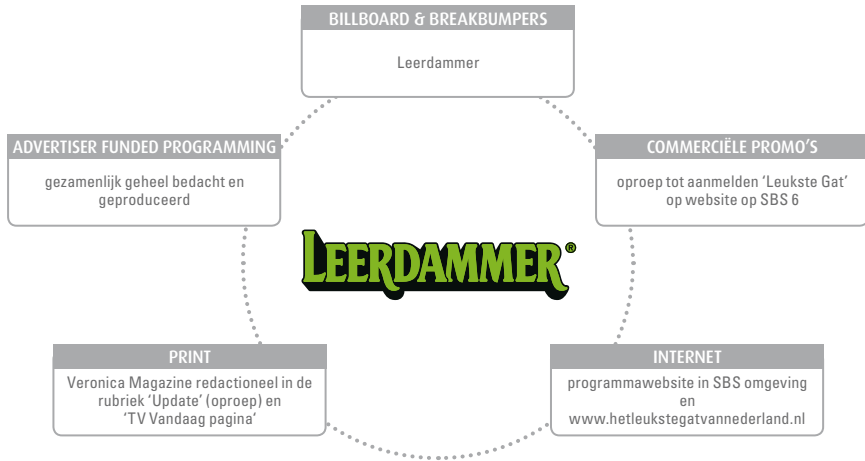 BILLBOARD & BREAKBUMPERS
Leerdammer
ADVERTISER FUNDED PROGRAMMING
gezamenlijk geheel bedacht en
geproduceerd
COMMERCIËLE PROMO'S
oproep tot aanmelden 'Leukste Gat'
op website op SBS 6
LEERDAMMER®
PRINT
Veronica Magazine redactioneel in de
rubriek 'Update' (oproep) en
'TV Vandaag pagina'
INTERNET
programmawebsite in SBS omgeving
en
www.hetleukstegatvannederland.nl